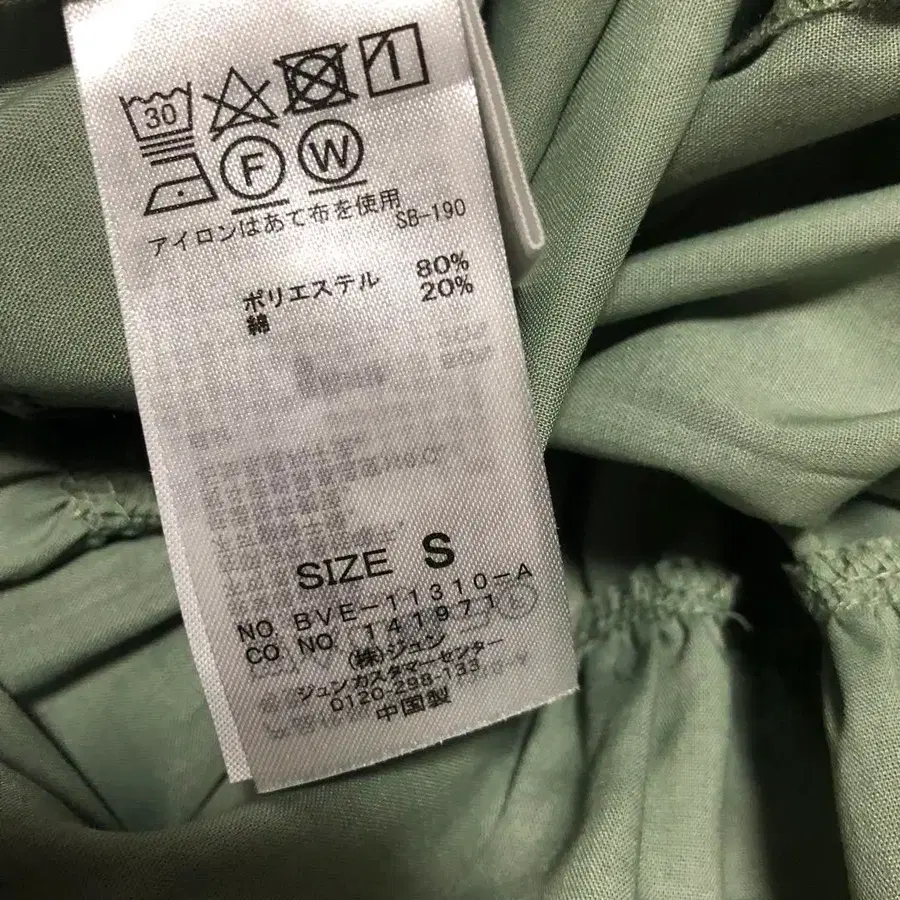 30
F W
アイロンはあて布を使用
SB-190
ポリエステル 80%
綿 20%
SIZE S
NO. BVE-11310-A
CO. NO. 141971
(株)ジュン
ジュンカスタマーセンター
0120-298-133
中国製